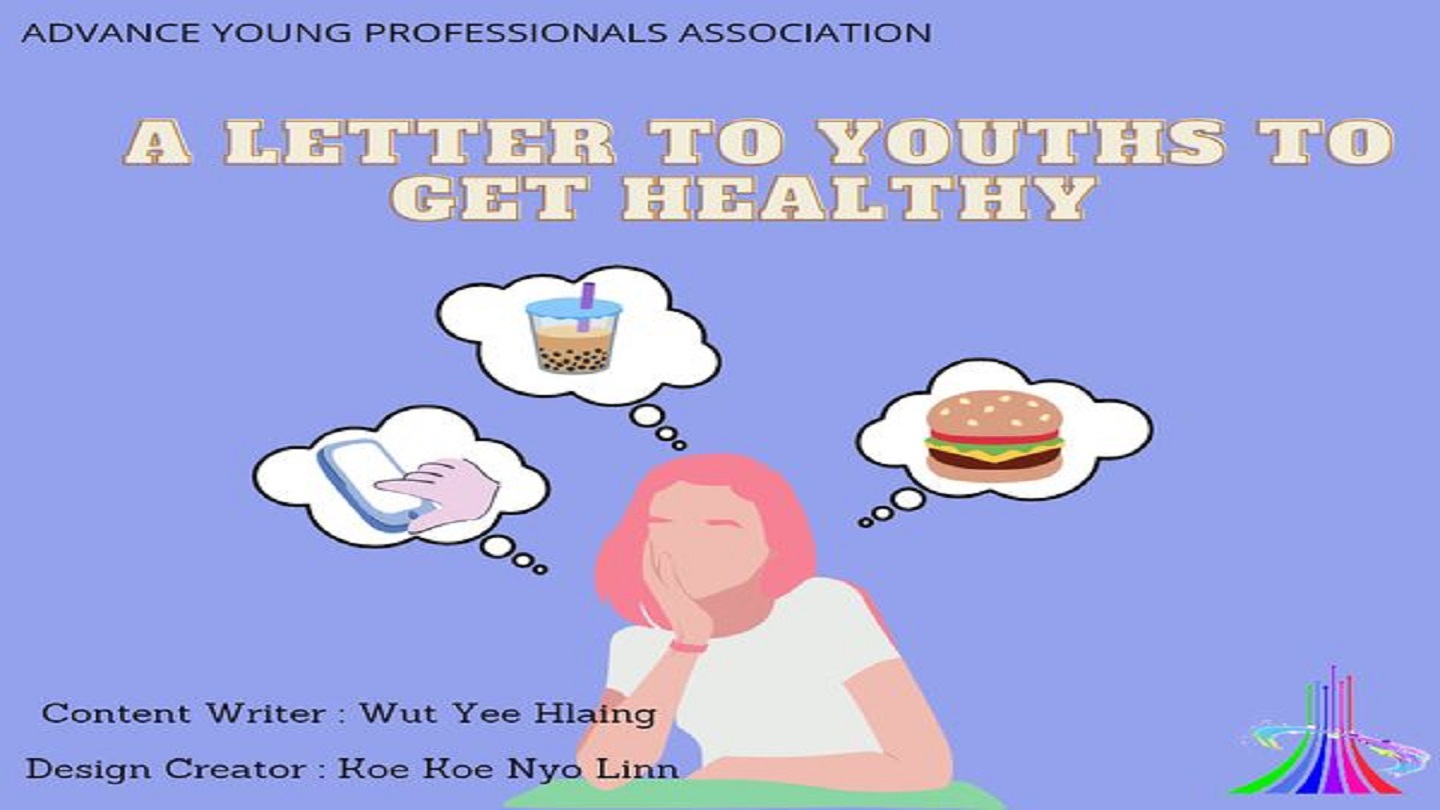 ADVANCE YOUNG PROFESSIONALS ASSOCIATION
A LETTER TO YOUTHS TO
GET HEALTHY
Content Writer : Wut Yee Hlaing
Design Creator : Koe Koe Nyo Linn